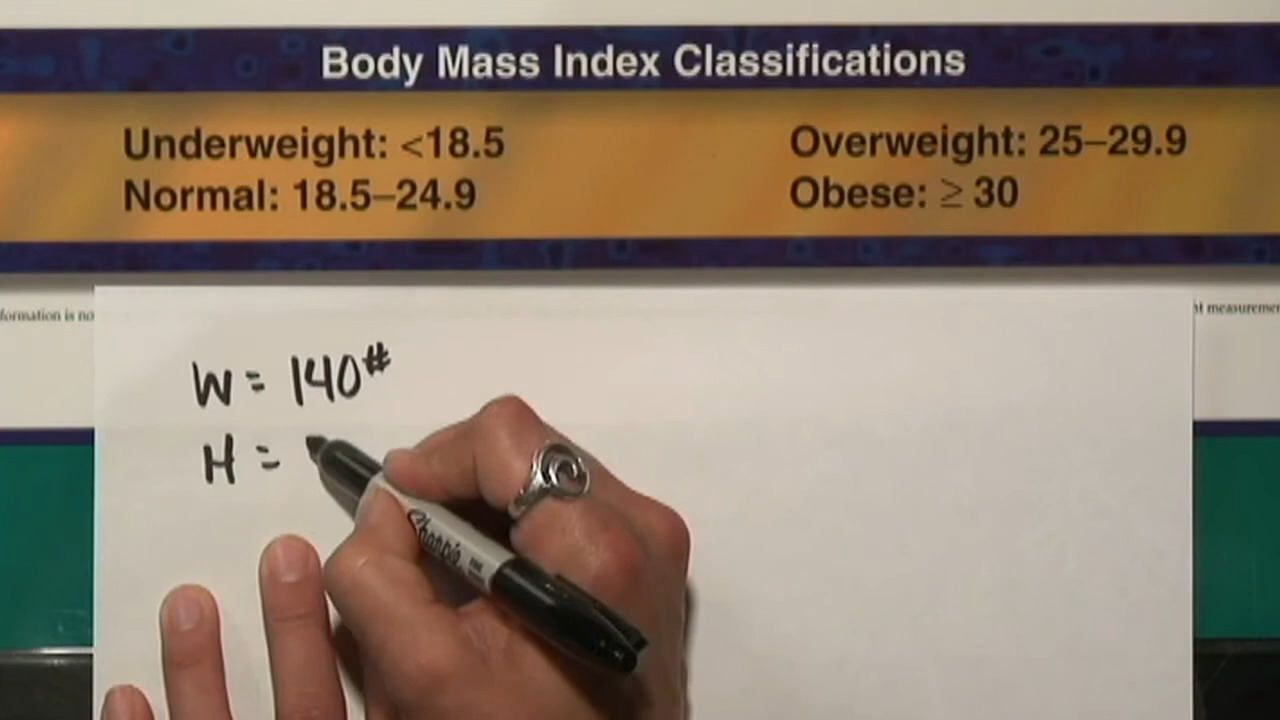 Body Mass Index Classifications
Underweight: <18.5
Overweight: 25–29.9
Normal: 18.5–24.9
Obese: ≥ 30
formation is no
measuremen
W = 140#
H =
Sharpie